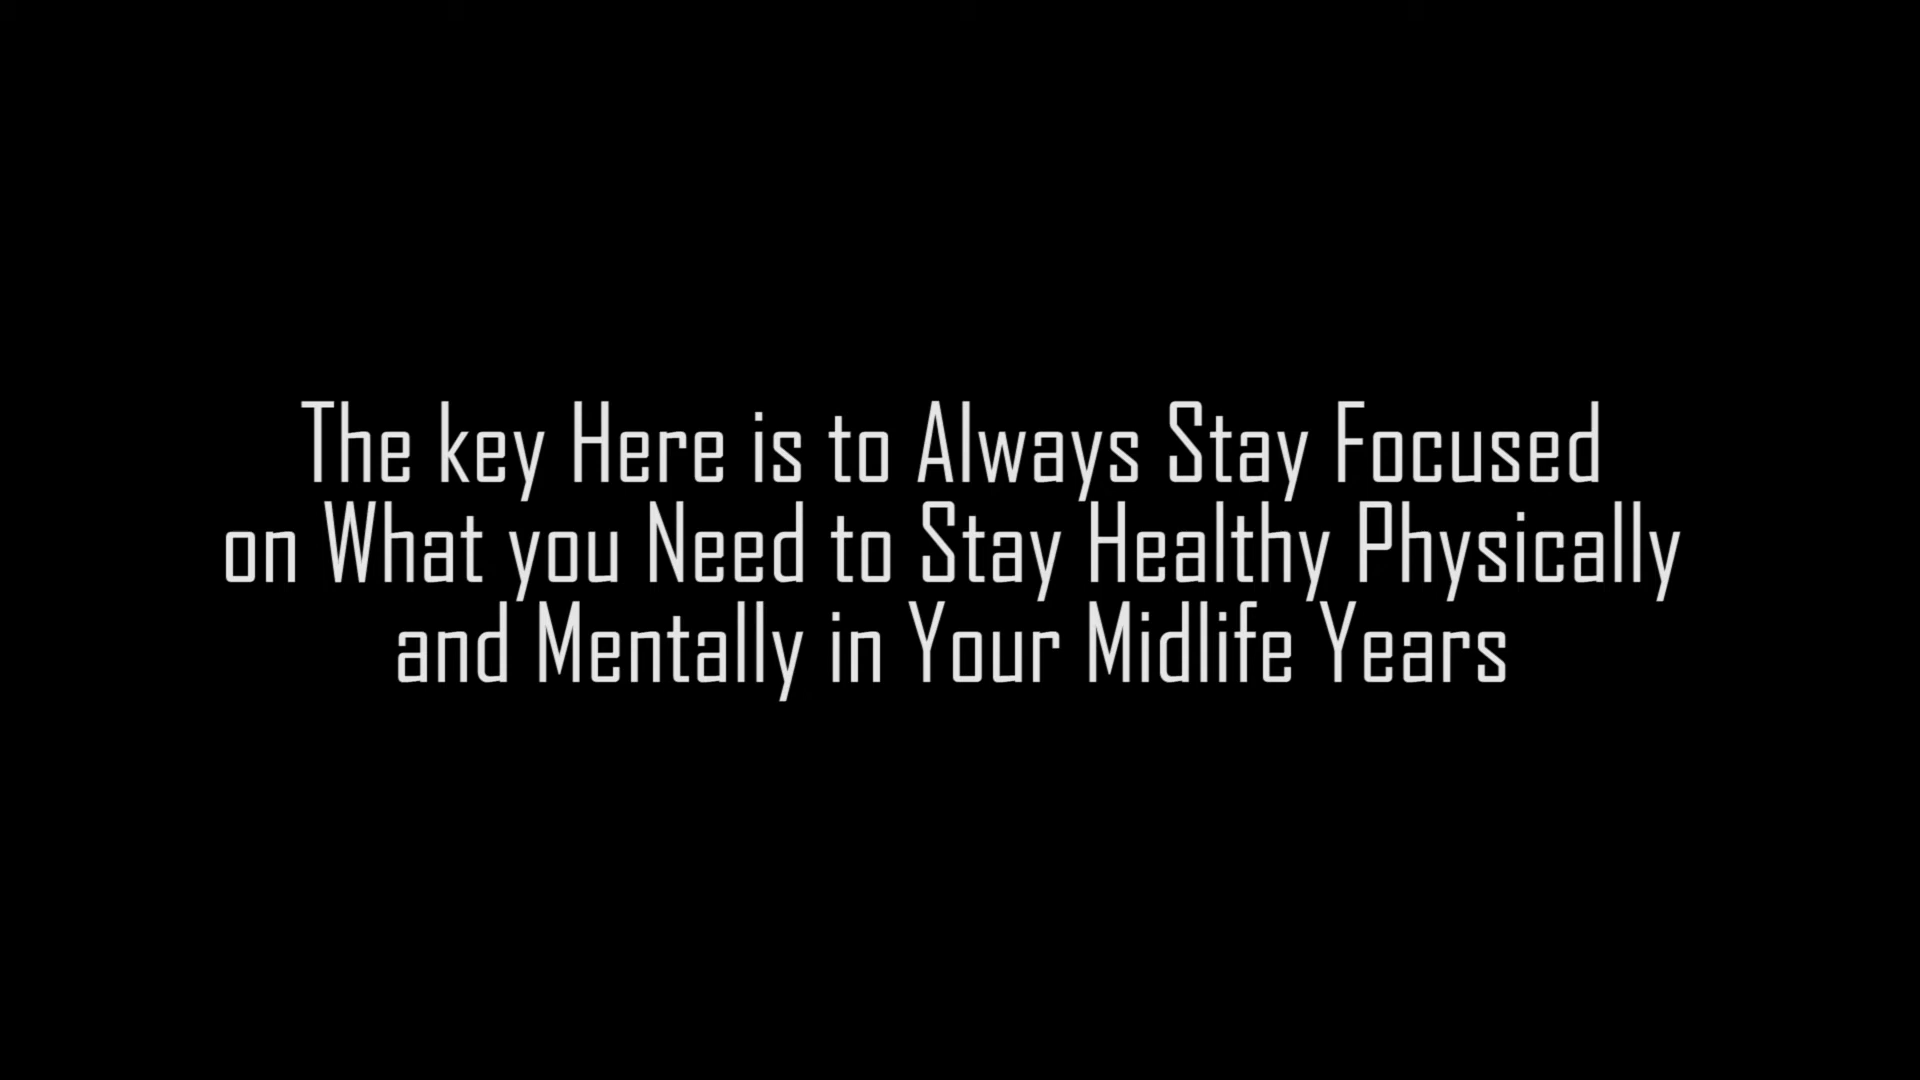 The key Here is to Always Stay Focused
on What you Need to Stay Healthy Physically
and Mentally in Your Midlife Years